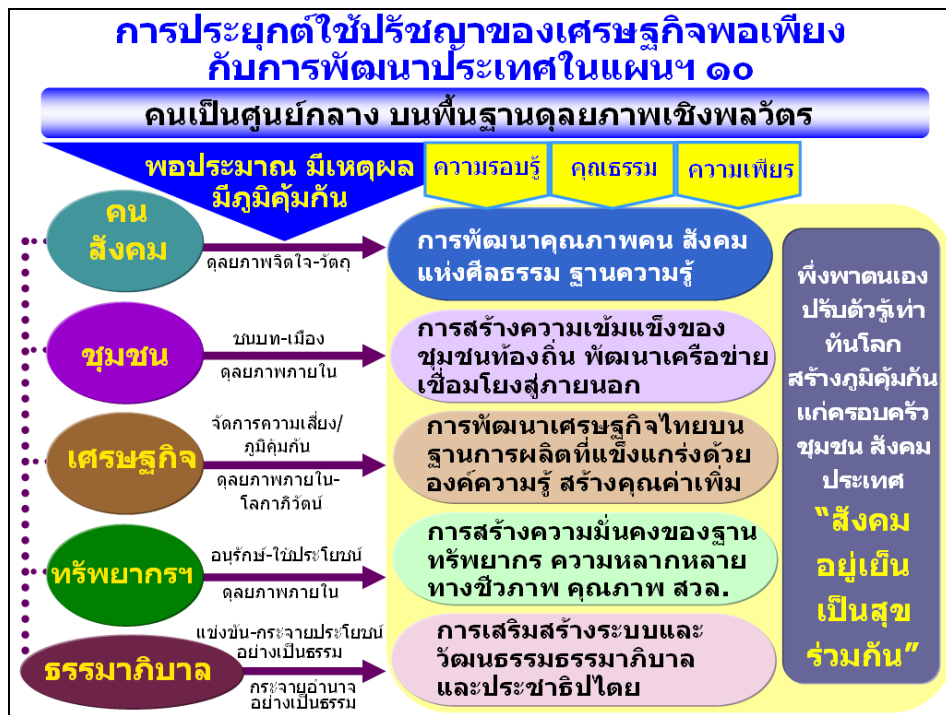 การประยุกต์ใช้ปรัชญาของเศรษฐกิจพอเพียง
กับการพัฒนาประเทศในแผนฯ ๑๐
คนเป็นศูนย์กลาง บนพื้นฐานดุลยภาพเชิงพลวัตร
พอประมาณ มีเหตุผล
มีภูมิคุ้มกัน
ความรอบรู้
คุณธรรม
ความเพียร
คน
สังคม
ดุลยภาพจิตใจ-วัตถุ
การพัฒนาคุณภาพคน สังคม
แห่งศีลธรรม ฐานความรู้
ชุมชน
ชนบท-เมือง
ดุลยภาพภายใน
การสร้างความเข้มแข็งของ
ชุมชนท้องถิ่น พัฒนาเครือข่าย
เชื่อมโยงสู่ภายนอก
เศรษฐกิจ
จัดการความเสี่ยง/
ภูมิคุ้มกัน
ดุลยภาพภายใน-
โลกาภิวัตน์
การพัฒนาเศรษฐกิจไทยบน
ฐานการผลิตที่แข็งแกร่งด้วย
องค์ความรู้ สร้างคุณค่าเพิ่ม
ทรัพยากรฯ
อนุรักษ์-ใช้ประโยชน์
ดุลยภาพภายใน
การสร้างความมั่นคงของฐาน
ทรัพยากร ความหลากหลาย
ทางชีวภาพ คุณภาพ สวล.
ธรรมาภิบาล
แข่งขัน-กระจายประโยชน์
อย่างเป็นธรรม
กระจายอำนาจ
อย่างเป็นธรรม
การเสริมสร้างระบบและ
วัฒนธรรมธรรมาภิบาล
และประชาธิปไตย
พึ่งพาตนเอง
ปรับตัวรู้เท่า
ทันโลก
สร้างภูมิคุ้มกัน
แก่ครอบครัว
ชุมชน สังคม
ประเทศ
“สังคม
อยู่เย็น
เป็นสุข
ร่วมกัน”